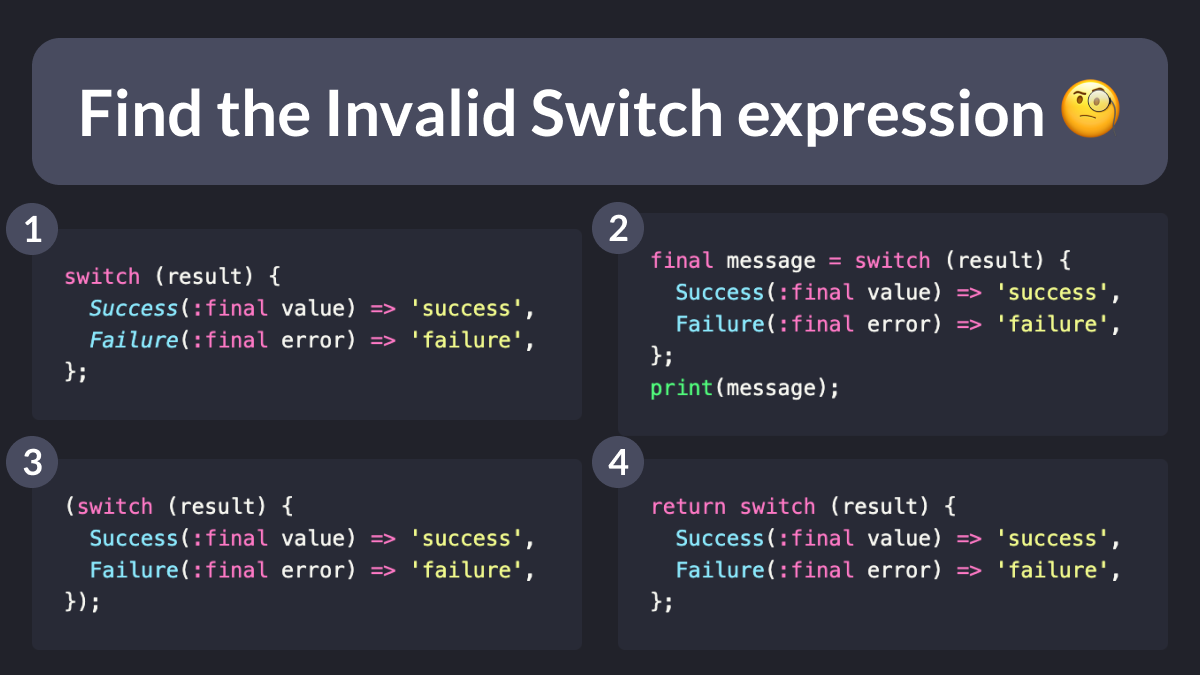 Find the Invalid Switch expression 🧐
1
switch (result) {
  Success(:final value) => 'success',
  Failure(:final error) => 'failure',
};
2
final message = switch (result) {
  Success(:final value) => 'success',
  Failure(:final error) => 'failure',
};
print(message);
3
(switch (result) {
  Success(:final value) => 'success',
  Failure(:final error) => 'failure',
});
4
return switch (result) {
  Success(:final value) => 'success',
  Failure(:final error) => 'failure',
};